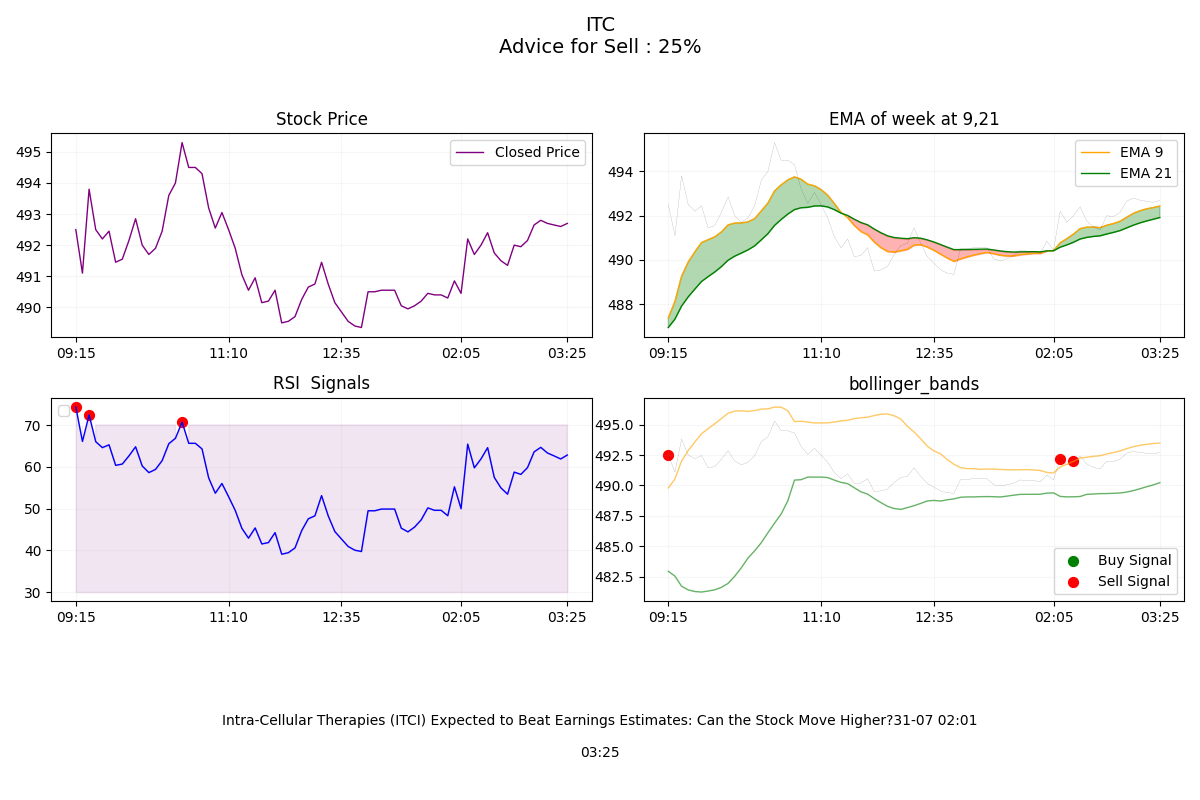 ITC
Advice for Sell : 25%
Stock Price
495
494
493
492
491
490
Closed Price
09:15 11:10 12:35 02:05 03:25
EMA of week at 9,21
494
492
490
488
EMA 9
EMA 21
09:15 11:10 12:35 02:05 03:25
RSI  Signals
70
60
50
40
30
09:15 11:10 12:35 02:05 03:25
bollinger_bands
495.0
492.5
490.0
487.5
485.0
482.5
Buy Signal
Sell Signal
09:15 11:10 12:35 02:05 03:25
Intra-Cellular Therapies (ITCI) Expected to Beat Earnings Estimates: Can the Stock Move Higher?31-07 02:01
03:25